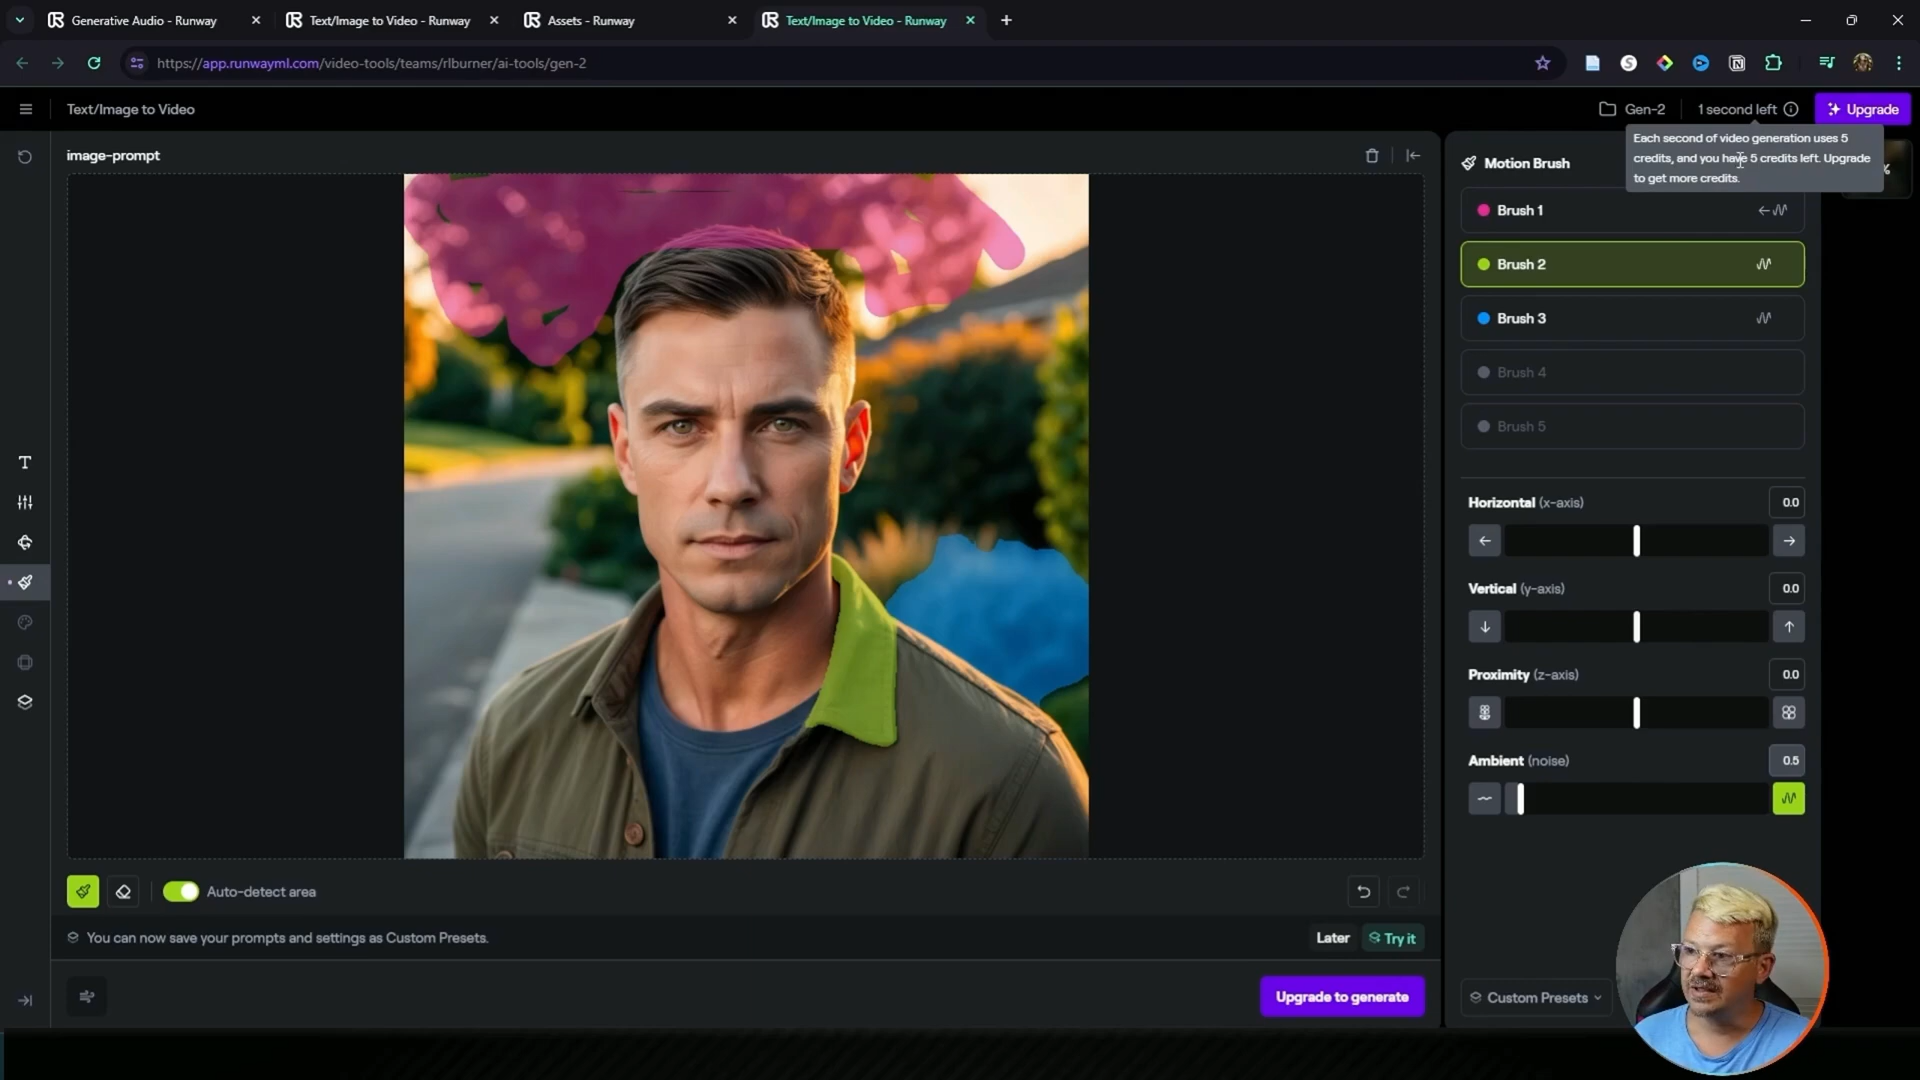 Generative Audio - Runway
Text/Image to Video - Runway
Assets - Runway
Text/Image to Video - Runway
https://app.runwayml.com/video-tools/teams/rlburner/ai-tools/gen-2
Text/Image to Video
Gen-2
1 second left
Upgrade
Each second of video generation uses 5
credits, and you have 5 credits left. Upgrade
to get more credits.
%
image-prompt
Motion Brush
Brush 1
Brush 2
Brush 3
Brush 4
Brush 5
Horizontal (x-axis)
0.0
Vertical (y-axis)
0.0
Proximity (z-axis)
0.0
Ambient (noise)
0.5
Auto-detect area
You can now save your prompts and settings as Custom Presets.
Later
Try it
Upgrade to generate
Custom Presets